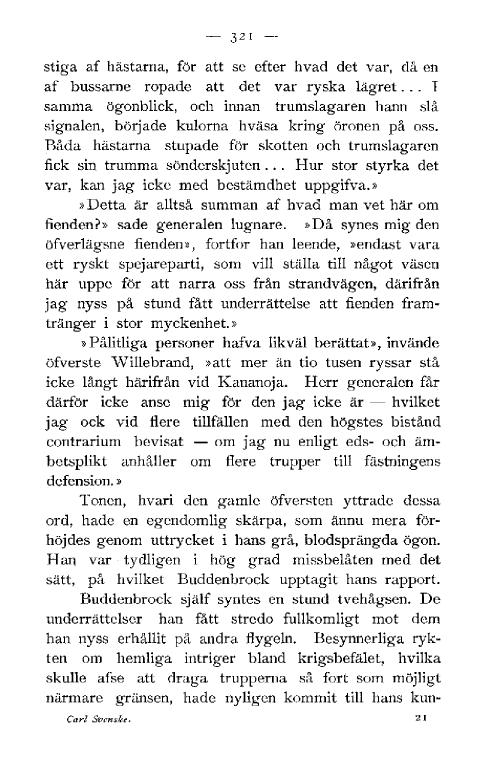 — 321 —
stiga af hästarna, för att se efter hvad det var, då en
af bussarne ropade att det var ryska lägret... I
samma ögonblick, och innan trumslagaren hann slå
signalen, började kulorna hväsa kring öronen på oss.
Båda hästarna stupade för skotten och trumslagaren
fick sin trumma sönderskjuten... Hur stor styrka det
var, kan jag icke med bestämdhet uppgifva.»
»Detta är alltså summan af hvad man vet här om
fienden?» sade generalen lugnare. »Då synes mig den
öfverlägsne fienden», fortfor han leende, »endast vara
ett ryskt spejareparti, som vill ställa till något väsen
här uppe för att narra oss från strandvägen, därifrån
jag nyss på stund fått underrättelse att fienden fram-
tränger i stor myckenhet.»
»Pålitliga personer hafva likväl berättat», invände
öfverste Willebrand, »att mer än tio tusen ryssar stå
icke långt härifrån vid Kananoja. Herr generalen får
därför icke anse mig för den jag icke är — hvilket
jag ock vid flere tillfällen med den högstes bistånd
contrarium bevisat — om jag nu enligt eds- och äm-
betsplikt anhåller om flere trupper till fästningens
defension.»
Tonen, hvari den gamle öfversten yttrade dessa
ord, hade en egendomlig skärpa, som ännu mera för-
höjdes genom uttrycket i hans grå, blodsprängda ögon.
Han var tydligen i hög grad missbelåten med det
sätt, på hvilket Buddenbrock upptagit hans rapport.
Buddenbrock själf syntes en stund tvehågsen. De
underrättelser han fått stredo fullkomligt mot dem
han nyss erhållit på andra flygeln. Besynnerliga ryk-
ten om hemliga intriger bland krigsbefälet, hvilka
skulle afse att draga trupperna så fort som möjligt
närmare gränsen, hade nyligen kommit till hans kun-
Carl Svenske. 21